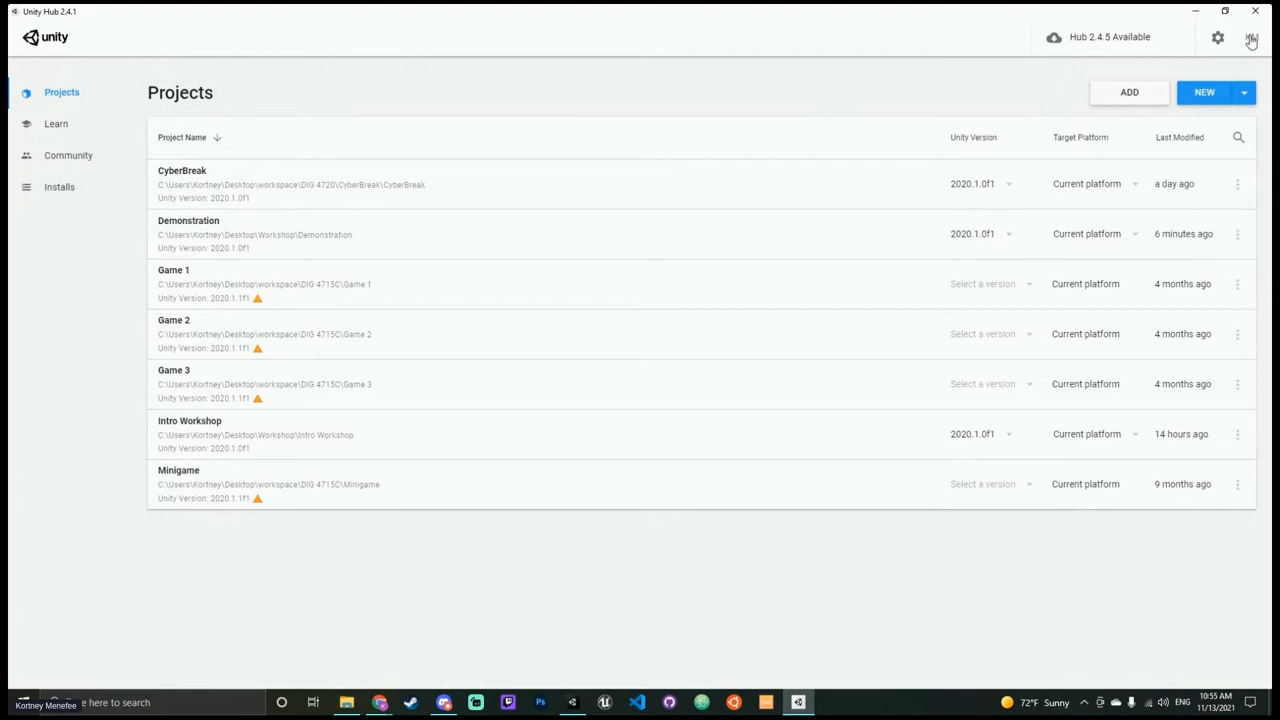 Unity Hub 2.4.1
unity
Hub 2.4.5 Available
Projects
Learn
Community
Installs
Projects
ADD
NEW
Project Name
Unity Version
Target Platform
Last Modified
CyberBreak
C:\Users\Kortney\Desktop\workspace\DIG 4720\CyberBreak\CyberBreak
Unity Version: 2020.1.0f1
2020.1.0f1
Current platform
a day ago
Demonstration
C:\Users\Kortney\Desktop\Workshop\Demonstration
Unity Version: 2020.1.0f1
2020.1.0f1
Current platform
6 minutes ago
Game 1
C:\Users\Kortney\Desktop\workspace\DIG 4715C\Game 1
Unity Version: 2020.1.1f1
Select a version
Current platform
4 months ago
Game 2
C:\Users\Kortney\Desktop\workspace\DIG 4715C\Game 2
Unity Version: 2020.1.1f1
Select a version
Current platform
4 months ago
Game 3
C:\Users\Kortney\Desktop\workspace\DIG 4715C\Game 3
Unity Version: 2020.1.1f1
Select a version
Current platform
4 months ago
Intro Workshop
C:\Users\Kortney\Desktop\Workshop\Intro Workshop
Unity Version: 2020.1.0f1
2020.1.0f1
Current platform
14 hours ago
Minigame
C:\Users\Kortney\Desktop\workspace\DIG 4715C\Minigame
Unity Version: 2020.1.1f1
Select a version
Current platform
9 months ago
here to search
Kortney Menefee
Ps
72°F Sunny
ENG
10:55 AM
11/13/2021